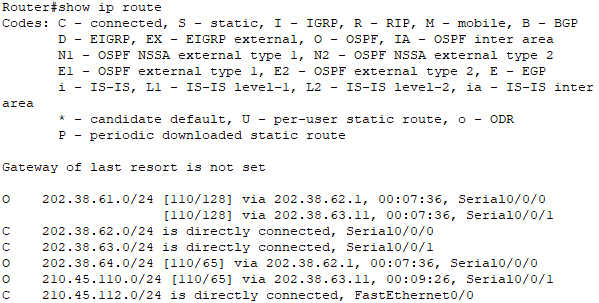 Router#show ip route
Codes: C - connected, S - static, I - IGRP, R - RIP, M - mobile, B - BGP
       D - EIGRP, EX - EIGRP external, O - OSPF, IA - OSPF inter area
       N1 - OSPF NSSA external type 1, N2 - OSPF NSSA external type 2
       E1 - OSPF external type 1, E2 - OSPF external type 2, E - EGP
       i - IS-IS, L1 - IS-IS level-1, L2 - IS-IS level-2, ia - IS-IS inter
area
       * - candidate default, U - per-user static route, o - ODR
       P - periodic downloaded static route
Gateway of last resort is not set
O    202.38.61.0/24 [110/128] via 202.38.62.1, 00:07:36, Serial0/0/0
                    [110/128] via 202.38.63.11, 00:07:36, Serial0/0/1
C    202.38.62.0/24 is directly connected, Serial0/0/0
C    202.38.63.0/24 is directly connected, Serial0/0/1
O    202.38.64.0/24 [110/65] via 202.38.62.1, 00:07:36, Serial0/0/0
O    210.45.110.0/24 [110/65] via 202.38.63.11, 00:09:26, Serial0/0/1
C    210.45.112.0/24 is directly connected, FastEthernet0/0